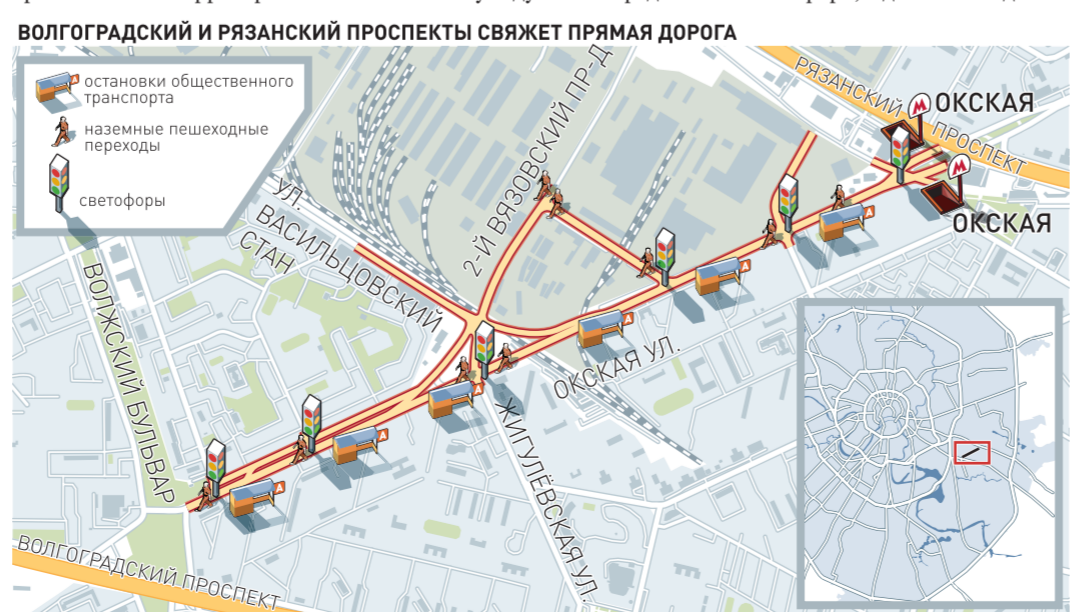 ВОЛГОГРАДСКИЙ И РЯЗАНСКИЙ ПРОСПЕКТЫ СВЯЖЕТ ПРЯМАЯ ДОРОГА
остановки общественного
транспорта
наземные пешеходные
переходы
светофоры
2-Й ВЯЗОВСКИЙ ПР-Д
РЯЗАНСКИЙ ПРОСПЕКТ
М ОКСКАЯ
М
ОКСКАЯ
УЛ.
ВАСИЛЬЦОВСКИЙ
СТАН
ВОЛЖСКИЙ БУЛЬВАР
ОКСКАЯ УЛ.
ЖИГУЛЁВСКАЯ УЛ.
ВОЛГОГРАДСКИЙ ПРОСПЕКТ